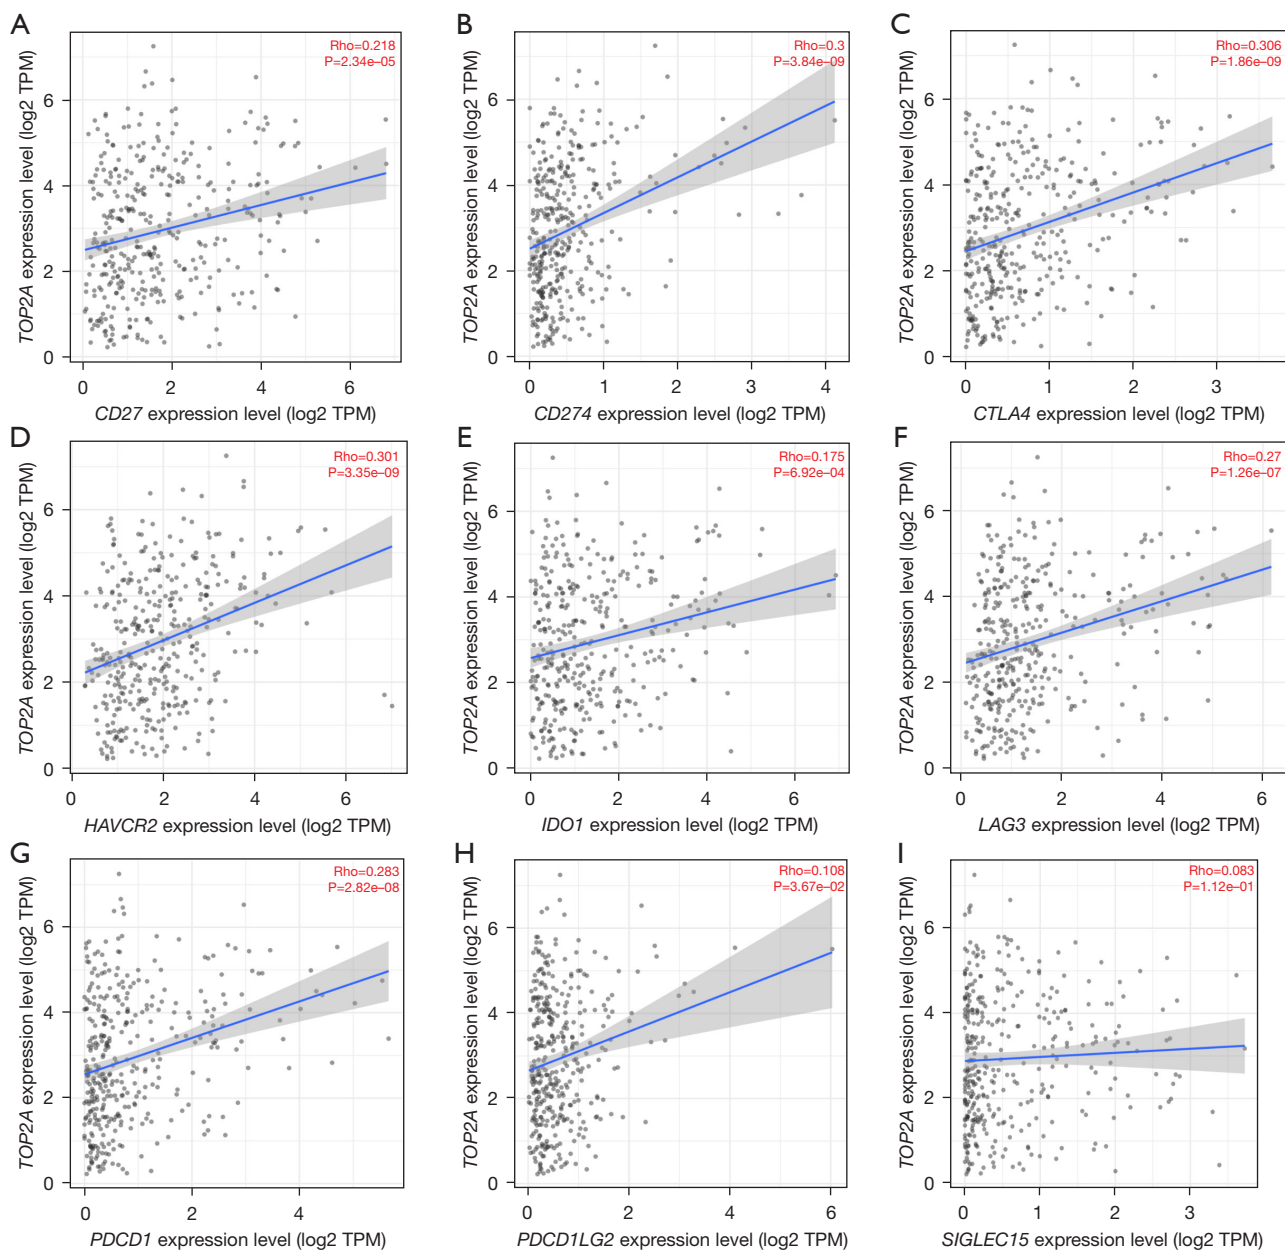 A
Rho=0.218
P=2.34e–05
TOP2A expression level (log2 TPM)
6
4
2
0
0 2 4 6
CD27 expression level (log2 TPM)
B
Rho=0.3
P=3.84e–09
TOP2A expression level (log2 TPM)
6
4
2
0
0 1 2 3 4
CD274 expression level (log2 TPM)
C
Rho=0.306
P=1.86e–09
TOP2A expression level (log2 TPM)
6
4
2
0
0 1 2 3
CTLA4 expression level (log2 TPM)
D
Rho=0.301
P=3.35e–09
TOP2A expression level (log2 TPM)
6
4
2
0
0 2 4 6
HAVCR2 expression level (log2 TPM)
E
Rho=0.175
P=6.92e–04
TOP2A expression level (log2 TPM)
6
4
2
0
0 2 4 6
IDO1 expression level (log2 TPM)
F
Rho=0.27
P=1.26e–07
TOP2A expression level (log2 TPM)
6
4
2
0
0 2 4 6
LAG3 expression level (log2 TPM)
G
Rho=0.283
P=2.82e–08
TOP2A expression level (log2 TPM)
6
4
2
0
0 2 4
PDCD1 expression level (log2 TPM)
H
Rho=0.108
P=3.67e–02
TOP2A expression level (log2 TPM)
6
4
2
0
0 2 4 6
PDCD1LG2 expression level (log2 TPM)
I
Rho=0.083
P=1.12e–01
TOP2A expression level (log2 TPM)
6
4
2
0
0 1 2 3
SIGLEC15 expression level (log2 TPM)